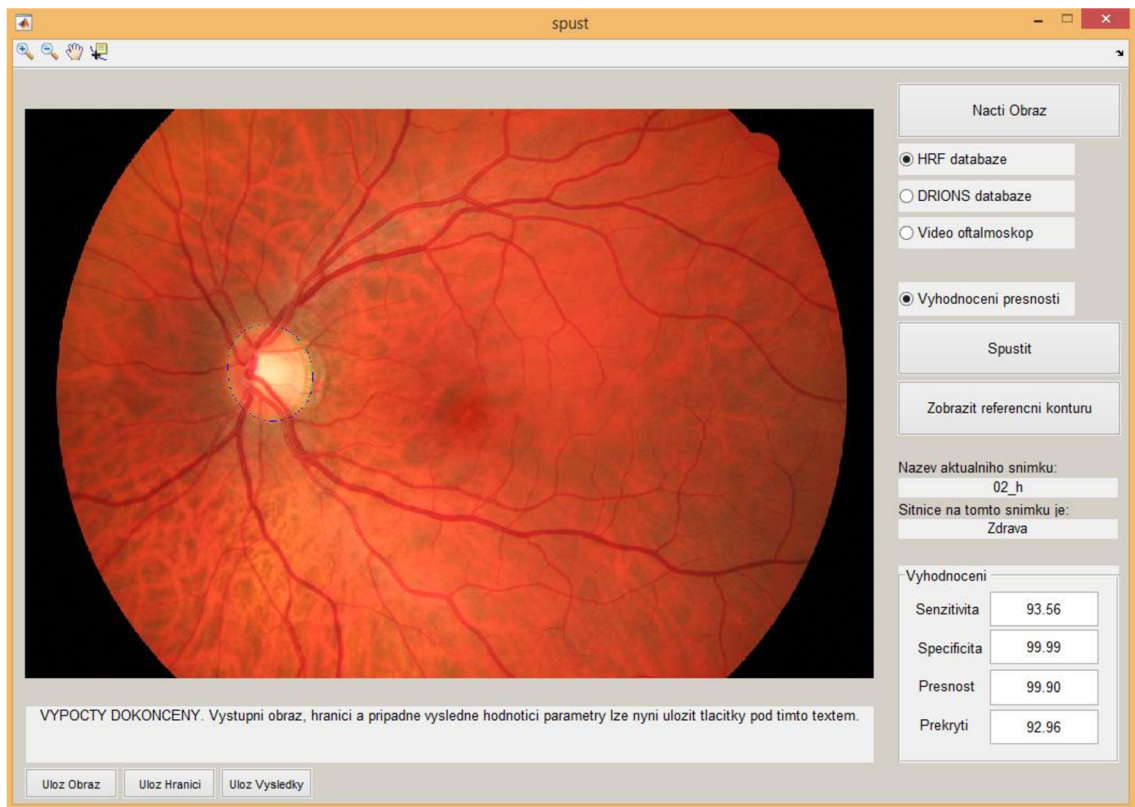 spust
Nacti Obraz
HRF databaze
DRIONS databaze
Video oftalmoskop
Vyhodnoceni presnosti
Spustit
Zobrazit referencni konturu
Nazev aktualniho snimku:
02_h
Sitnice na tomto snimku je:
Zdrava
Vyhodnoceni
Senzitivita 93.56
Specificita 99.99
Presnost 99.90
Prekryti 92.96
VYPOCTY DOKONCENY. Vystupni obraz, hranici a pripadne vysledne hodnotici parametry lze nyni ulozit tlacitky pod timto textem.
Uloz Obraz Uloz Hranici Uloz Vysledky